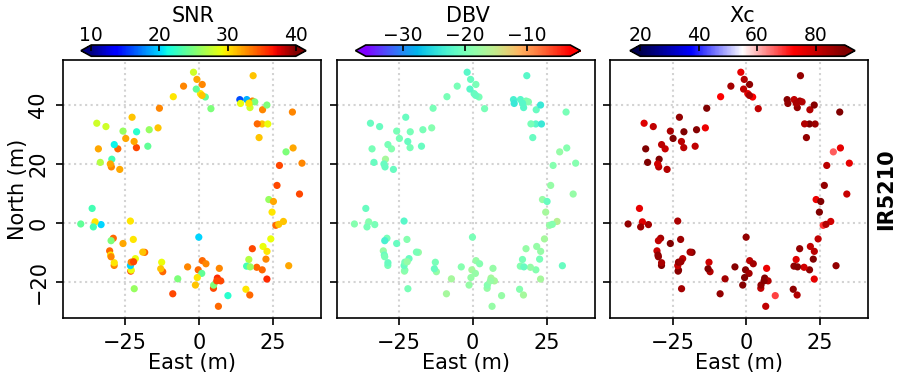 SNR DBV Xc
10 20 30 40 −30 −20 −10 20 40 60 80
North (m)
40
20
0
−20
−25 0 25 −25 0 25 −25 0 25
East (m) East (m) East (m)
IR5210